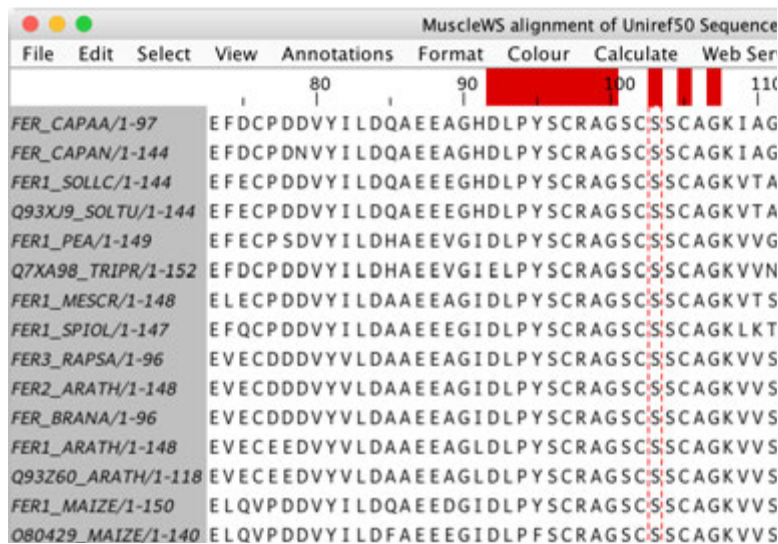 MuscleWS alignment of Uniref50 Sequence
File Edit Select View Annotations Format Colour Calculate Web Ser
80 90 100 110
FER_CAPAA/1-97 EFDCPDDVYILDQAEEAGHDLPYSCRAGSCSSCAGKIAG
FER_CAPAN/1-144 EFDCPDNVYILDQAEEAGHDLPYSCRAGSCSSCAGKIAG
FER1_SOLLC/1-144 EFECPDDVYILDQAEEEGHDLPYSCRAGSCSSCAGKVTA
Q93XJ9_SOLTU/1-144 EFECPDDVYILDQAEEEGHDLPYSCRAGSCSSCAGKVTA
FER1_PEA/1-149 EFECPSDVYILDHAEEVGIDLPYSCRAGSCSSCAGKVVG
Q7XA98_TRIPR/1-152 EFDCPDDVYILDHAEEVGIELPYSCRAGSCSSCAGKVVN
FER1_MESCR/1-148 ELECPDDVYILDAAEEAGIDLPYSCRAGSCSSCAGKVTS
FER1_SPIOL/1-147 EFQCPDDVYILDAAEEEGIDLPYSCRAGSCSSCAGKLKT
FER3_RAPSA/1-96 EVECDDDVYVLDAAEEAGIDLPYSCRAGSCSSCAGKVVS
FER2_ARATH/1-148 EVECDDDVYVLDAAEEAGIDLPYSCRAGSCSSCAGKVVS
FER_BRANA/1-96 EVECDDDVYVLDAAEEAGIDLPYSCRAGSCSSCAGKVVS
FER1_ARATH/1-148 EVECEEDVYVLDAAEEAGLDLPYSCRAGSCSSCAGKVVS
Q93Z60_ARATH/1-118 EVECEEDVYVLDAAEEAGLDLPYSCRAGSCSSCAGKVVS
FER1_MAIZE/1-150 ELQVPDDVYILDQAEEDGIDLPYSCRAGSCSSCAGKVVS
O80429_MAIZE/1-140 ELQVPDDVYILDFAEEEGIDLPFSCRAGSCSSCAGKVVS